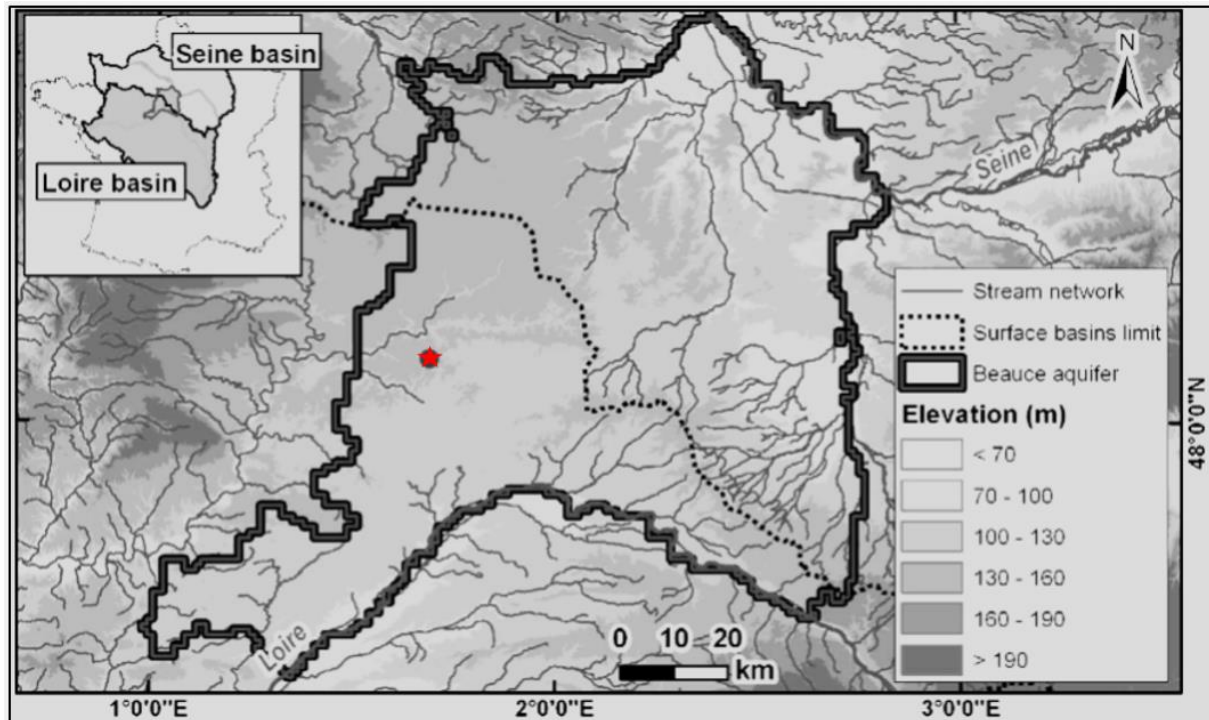 Seine basin
Loire basin
N
Seine
Stream network
Surface basins limit
Beauce aquifer
Elevation (m)
< 70
70 - 100
100 - 130
130 - 160
160 - 190
> 190
48°0'0"N
Loire
0 10 20
km
1°0'0"E 2°0'0"E 3°0'0"E